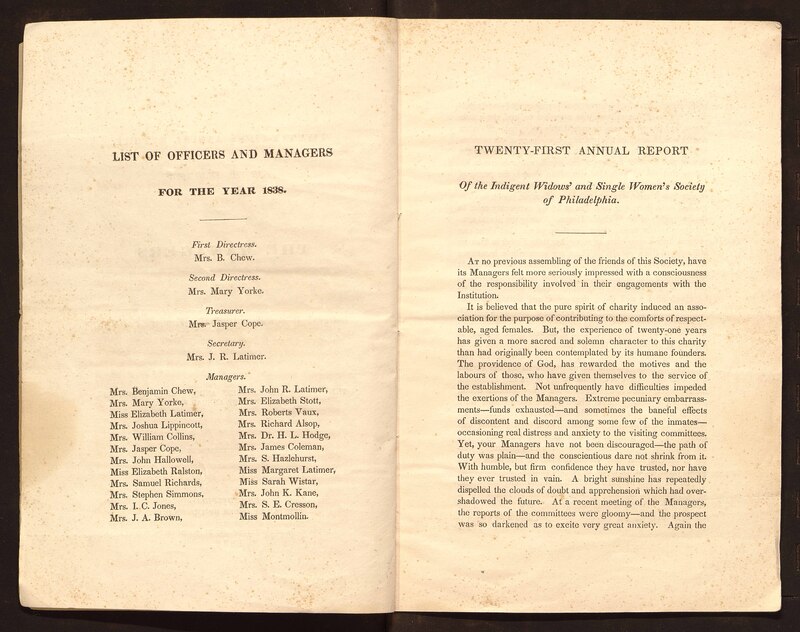 LIST OF OFFICERS AND MANAGERS
FOR THE YEAR 1838.
First Directress.
Mrs. B. Chew.
Second Directress.
Mrs. Mary Yorke.
Treasurer.
Mrs. Jasper Cope.
Secretary.
Mrs. J. R. Latimer.
Managers.
Mrs. Benjamin Chew,
Mrs. Mary Yorke,
Miss Elizabeth Latimer,
Mrs. Joshua Lippincott,
Mrs. William Collins,
Mrs. Jasper Cope,
Mrs. John Hallowell,
Miss Elizabeth Ralston,
Mrs. Samuel Richards,
Mrs. Stephen Simmons,
Mrs. I. C. Jones,
Mrs. J. A. Brown,
Mrs. John R. Latimer,
Mrs. Elizabeth Stott,
Mrs. Roberts Vaux,
Mrs. Richard Alsop,
Mrs. Dr. H. L. Hodge,
Mrs. James Coleman,
Mrs. S. Hazlehurst,
Miss Margaret Latimer,
Miss Sarah Wistar,
Mrs. John K. Kane,
Mrs. S. E. Cresson,
Miss Montmollin.
TWENTY-FIRST ANNUAL REPORT
Of the Indigent Widows' and Single Women's Society
of Philadelphia.
AT no previous assembling of the friends of this Society, have
its Managers felt more seriously impressed with a consciousness
of the responsibility involved in their engagements with the
Institution.
It is believed that the pure spirit of charity induced an asso-
ciation for the purpose of contributing to the comforts of respect-
able, aged females. But, the experience of twenty-one years
has given a more sacred and solemn character to this charity
than had originally been contemplated by its humane founders.
The providence of God, has rewarded the motives and the
labours of those, who have given themselves to the service of
the establishment. Not unfrequently have difficulties impeded
the exertions of the Managers. Extreme pecuniary embarrass-
ments—funds exhausted—and sometimes the baneful effects
of discontent and discord among some few of the inmates—
occasioning real distress and anxiety to the visiting committees.
Yet, your Managers have not been discouraged—the path of
duty was plain—and the conscientious dare not shrink from it.
With humble, but firm confidence they have trusted, nor have
they ever trusted in vain. A bright sunshine has repeatedly
dispelled the clouds of doubt and apprehension which had over-
shadowed the future. At a recent meeting of the Managers,
the reports of the committees were gloomy—and the prospect
was so darkened as to excite very great anxiety. Again the